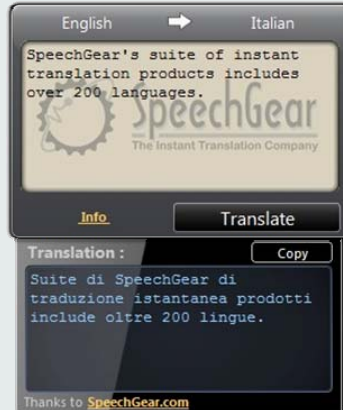 English Italian
SpeechGear's suite of instant
translation products includes
over 200 languages.
SpeechGear
The Instant Translation Company
Info Translate
Translation : Copy
Suite di SpeechGear di
traduzione istantanea prodotti
include oltre 200 lingue.
Thanks to SpeechGear.com